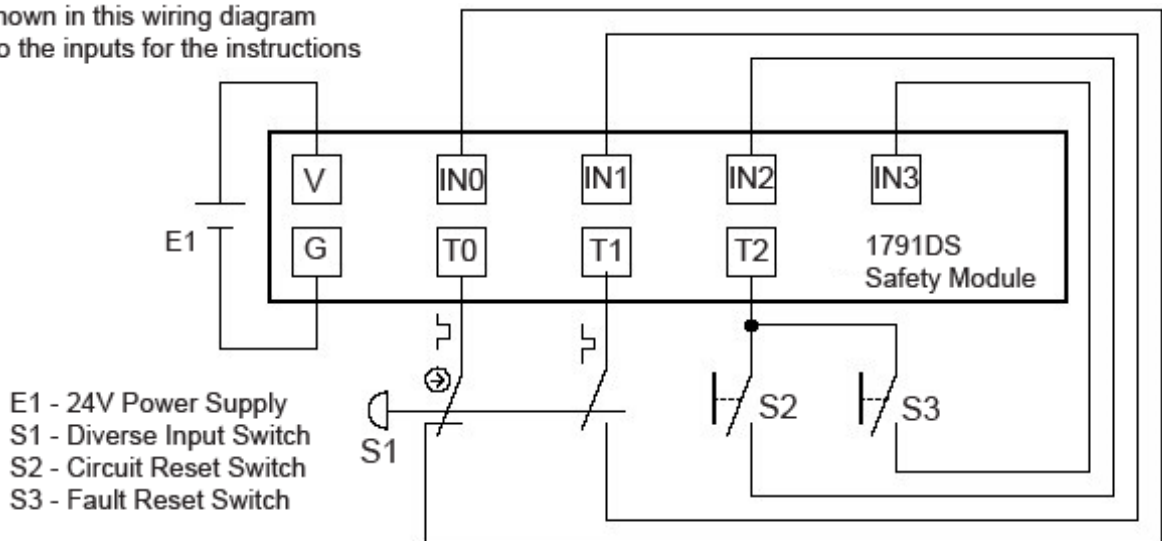 this wiring diagram
the inputs for the instructions
V
IN0
IN1
IN2
IN3
G
T0
T1
T2
E1
1791DS
Safety Module
E1 - 24V Power Supply
S1 - Diverse Input Switch
S2 - Circuit Reset Switch
S3 - Fault Reset Switch
S1
S2
S3